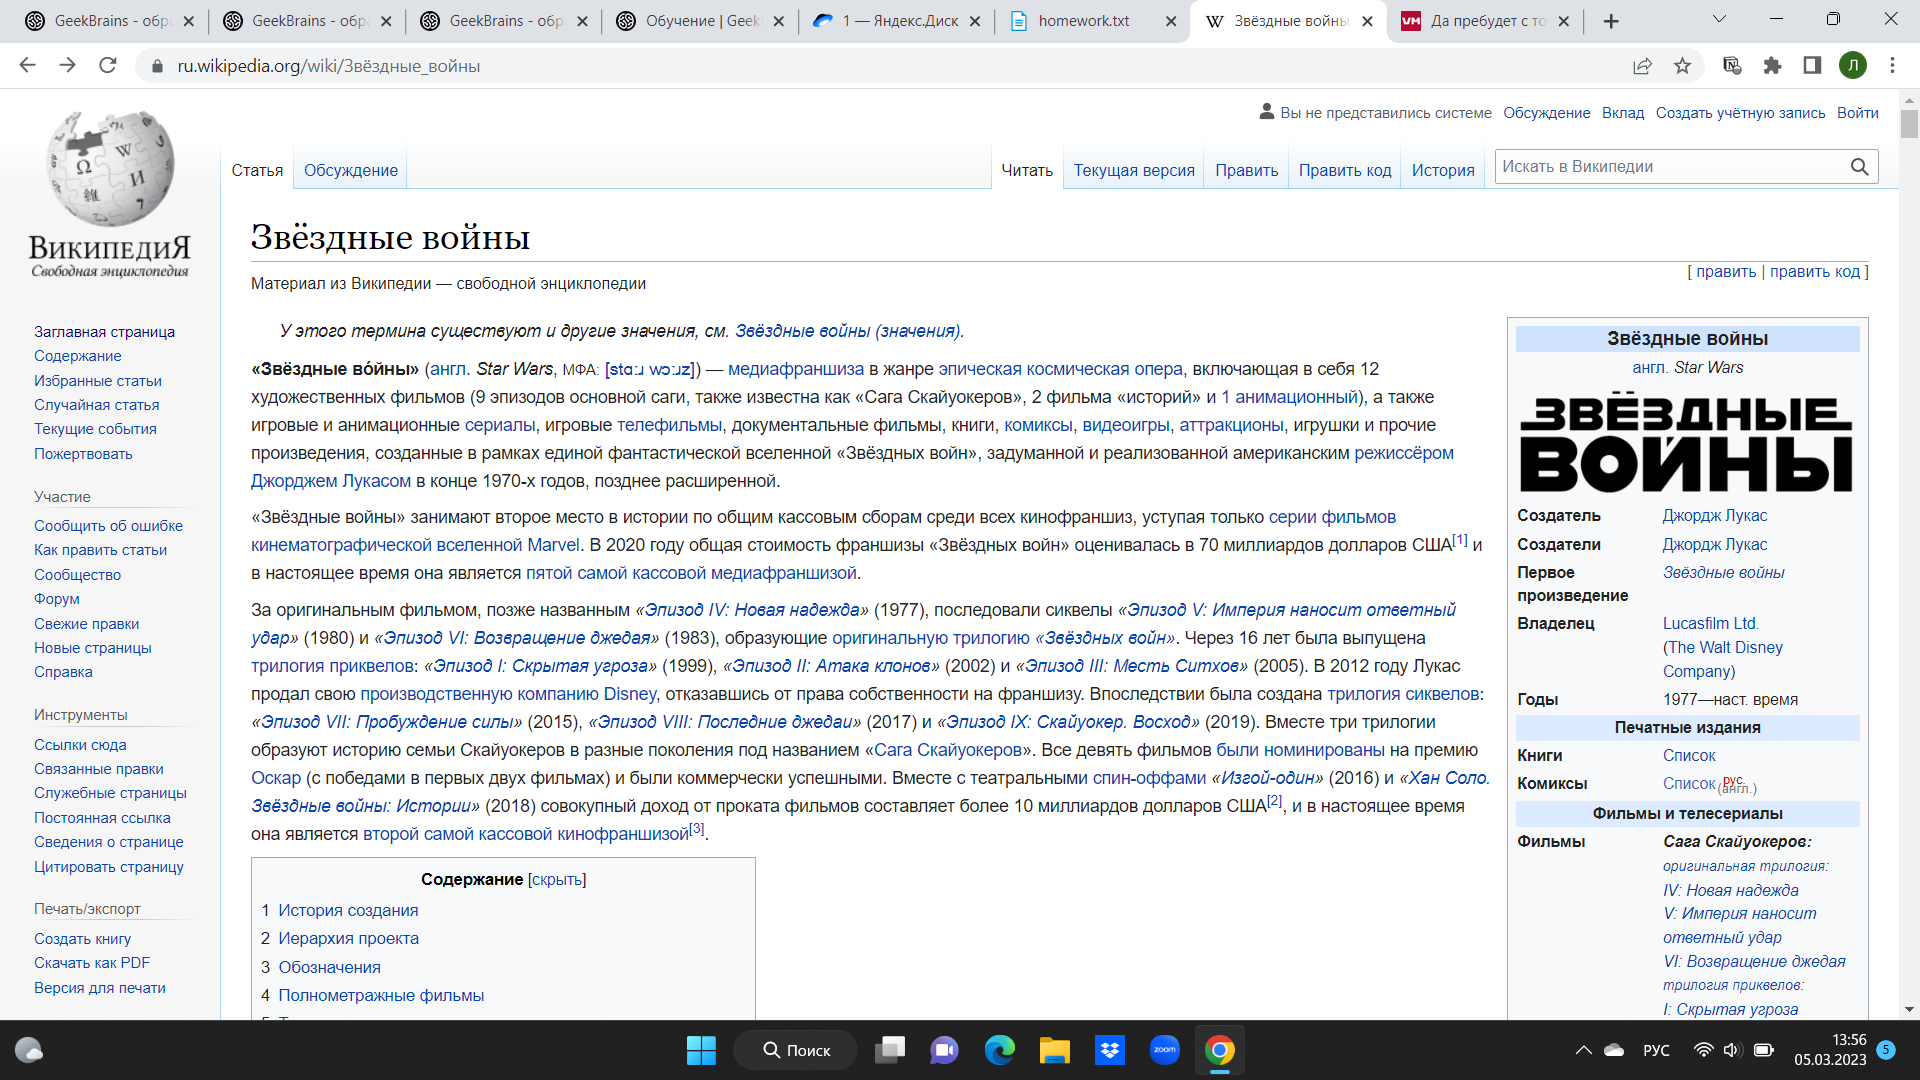 GeekBrains - обра
GeekBrains - обра
GeekBrains - обра
Обучение | Geek
1 — Яндекс.Диск
homework.txt
Звёздные войны
Да пребудет с то
ru.wikipedia.org/wiki/Звёздные_войны
Л
Вы не представились системе
Обсуждение
Вклад
Создать учётную запись
Войти
Статья
Обсуждение
Читать
Текущая версия
Править
Править код
История
Искать в Википедии
ВИКИПЕДИЯ
Свободная энциклопедия
Заглавная страница
Содержание
Избранные статьи
Случайная статья
Текущие события
Пожертвовать
Участие
Сообщить об ошибке
Как править статьи
Сообщество
Форум
Свежие правки
Новые страницы
Справка
Инструменты
Ссылки сюда
Связанные правки
Служебные страницы
Постоянная ссылка
Сведения о странице
Цитировать страницу
Печать/экспорт
Создать книгу
Скачать как PDF
Версия для печати
Звёздные войны
[ править | править код ]
Материал из Википедии — свободной энциклопедии
У этого термина существуют и другие значения, см. Звёздные войны (значения).
«Звёздные во́йны» (англ. Star Wars, МФА: [stɑːɹ wɔːɹz]) — медиафраншиза в жанре эпическая космическая опера, включающая в себя 12
художественных фильмов (9 эпизодов основной саги, также известна как «Сага Скайуокеров», 2 фильма «историй» и 1 анимационный), а также
игровые и анимационные сериалы, игровые телефильмы, документальные фильмы, книги, комиксы, видеоигры, аттракционы, игрушки и прочие
произведения, созданные в рамках единой фантастической вселенной «Звёздных войн», задуманной и реализованной американским режиссёром
Джорджем Лукасом в конце 1970-х годов, позднее расширенной.
«Звёздные войны» занимают второе место в истории по общим кассовым сборам среди всех кинофраншиз, уступая только серии фильмов
кинематографической вселенной Marvel. В 2020 году общая стоимость франшизы «Звёздных войн» оценивалась в 70 миллиардов долларов США[1] и
в настоящее время она является пятой самой кассовой медиафраншизой.
За оригинальным фильмом, позже названным «Эпизод IV: Новая надежда» (1977), последовали сиквелы «Эпизод V: Империя наносит ответный
удар» (1980) и «Эпизод VI: Возвращение джедая» (1983), образующие оригинальную трилогию «Звёздных войн». Через 16 лет была выпущена
трилогия приквелов: «Эпизод I: Скрытая угроза» (1999), «Эпизод II: Атака клонов» (2002) и «Эпизод III: Месть Ситхов» (2005). В 2012 году Лукас
продал свою производственную компанию Disney, отказавшись от права собственности на франшизу. Впоследствии была создана трилогия сиквелов:
«Эпизод VII: Пробуждение силы» (2015), «Эпизод VIII: Последние джедаи» (2017) и «Эпизод IX: Скайуокер. Восход» (2019). Вместе три трилогии
образуют историю семьи Скайуокеров в разные поколения под названием «Сага Скайуокеров». Все девять фильмов были номинированы на премию
Оскар (с победами в первых двух фильмах) и были коммерчески успешными. Вместе с театральными спин-оффами «Изгой-один» (2016) и «Хан Соло.
Звёздные войны: Истории» (2018) совокупный доход от проката фильмов составляет более 10 миллиардов долларов США[2], и в настоящее время
она является второй самой кассовой кинофраншизой[3].
Содержание [скрыть]
1 История создания
2 Иерархия проекта
3 Обозначения
4 Полнометражные фильмы
Звёздные войны
англ. Star Wars
ЗВЁЗДНЫЕ
ВОЙНЫ
Создатель Джордж Лукас
Создатели Джордж Лукас
Первое Звёздные войны
произведение
Владелец Lucasfilm Ltd.
(The Walt Disney
Company)
Годы 1977—наст. время
Печатные издания
Книги Список
Комиксы Список рус. (англ.)
Фильмы и телесериалы
Фильмы Сага Скайуокеров:
оригинальная трилогия:
IV: Новая надежда
V: Империя наносит
ответный удар
VI: Возвращение джедая
трилогия приквелов:
I: Скрытая угроза
Поиск
zoom
РУС
13:56
05.03.2023
5